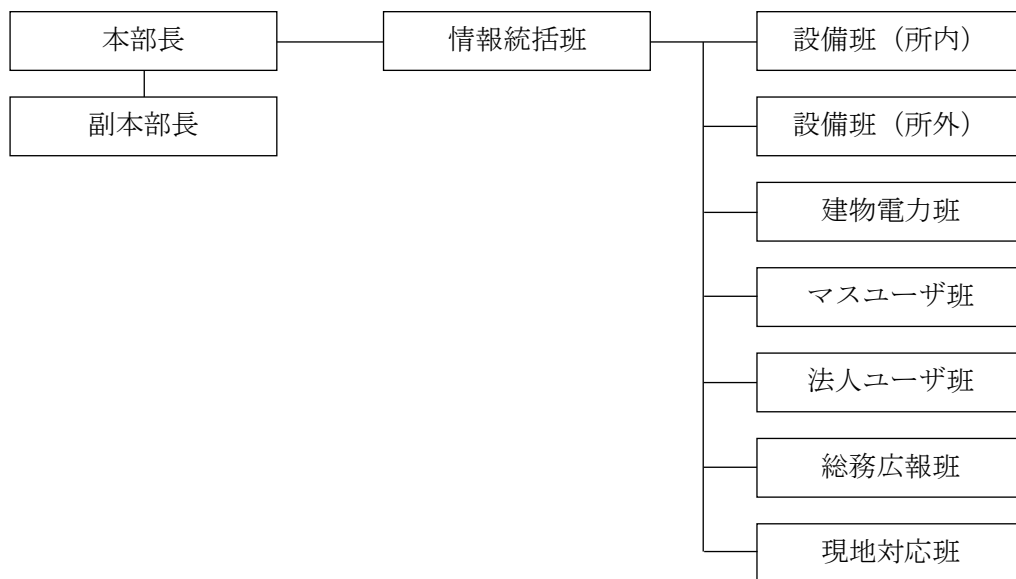 本部長
情報統括班
設備班（所内）
副本部長
設備班（所外）
建物電力班
マスユーザ班
法人ユーザ班
総務広報班
現地対応班